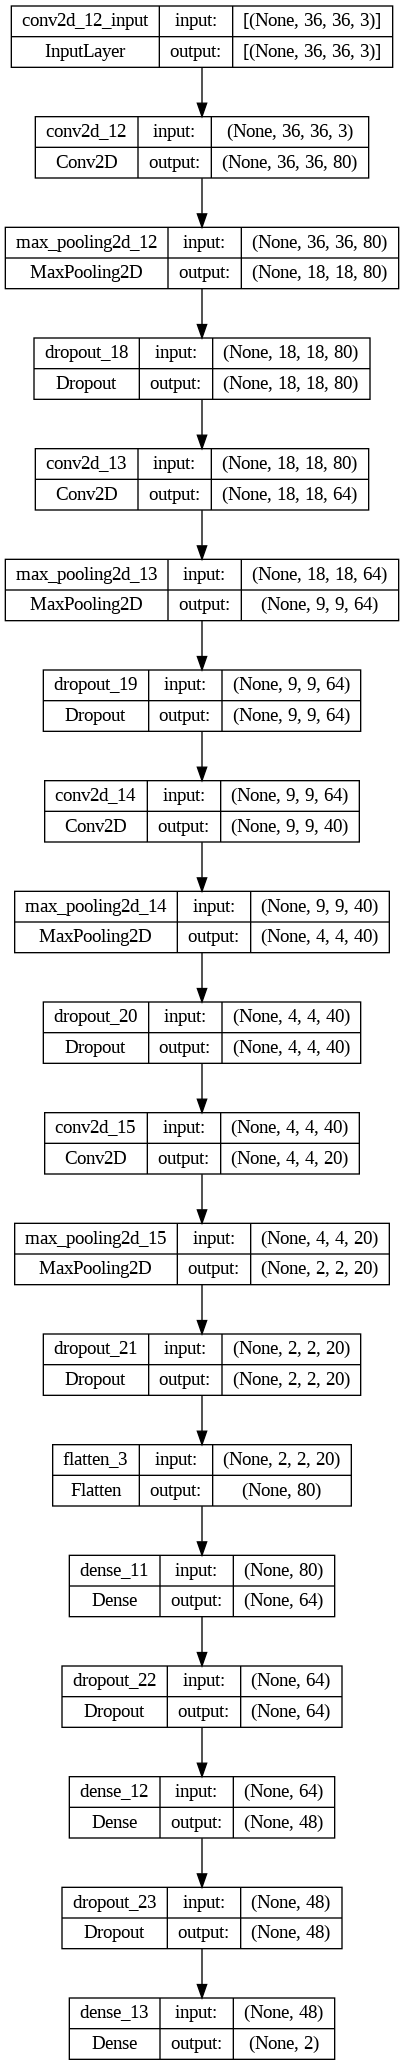 conv2d_12_input input: [(None, 36, 36, 3)]
InputLayer output: [(None, 36, 36, 3)]
conv2d_12 input: (None, 36, 36, 3)
Conv2D output: (None, 36, 36, 80)
max_pooling2d_12 input: (None, 36, 36, 80)
MaxPooling2D output: (None, 18, 18, 80)
dropout_18 input: (None, 18, 18, 80)
Dropout output: (None, 18, 18, 80)
conv2d_13 input: (None, 18, 18, 80)
Conv2D output: (None, 18, 18, 64)
max_pooling2d_13 input: (None, 18, 18, 64)
MaxPooling2D output: (None, 9, 9, 64)
dropout_19 input: (None, 9, 9, 64)
Dropout output: (None, 9, 9, 64)
conv2d_14 input: (None, 9, 9, 64)
Conv2D output: (None, 9, 9, 40)
max_pooling2d_14 input: (None, 9, 9, 40)
MaxPooling2D output: (None, 4, 4, 40)
dropout_20 input: (None, 4, 4, 40)
Dropout output: (None, 4, 4, 40)
conv2d_15 input: (None, 4, 4, 40)
Conv2D output: (None, 4, 4, 20)
max_pooling2d_15 input: (None, 4, 4, 20)
MaxPooling2D output: (None, 2, 2, 20)
dropout_21 input: (None, 2, 2, 20)
Dropout output: (None, 2, 2, 20)
flatten_3 input: (None, 2, 2, 20)
Flatten output: (None, 80)
dense_11 input: (None, 80)
Dense output: (None, 64)
dropout_22 input: (None, 64)
Dropout output: (None, 64)
dense_12 input: (None, 64)
Dense output: (None, 48)
dropout_23 input: (None, 48)
Dropout output: (None, 48)
dense_13 input: (None, 48)
Dense output: (None, 2)